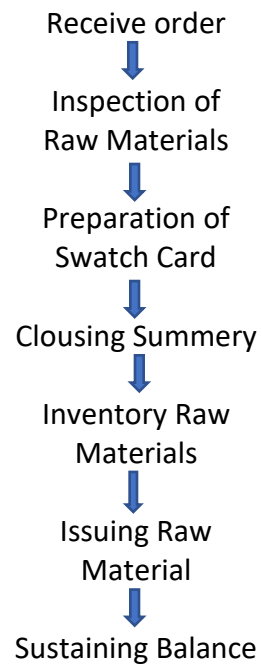 Receive order
Inspection of
Raw Materials
Preparation of
Swatch Card
Clousing Summery
Inventory Raw
Materials
Issuing Raw
Material
Sustaining Balance